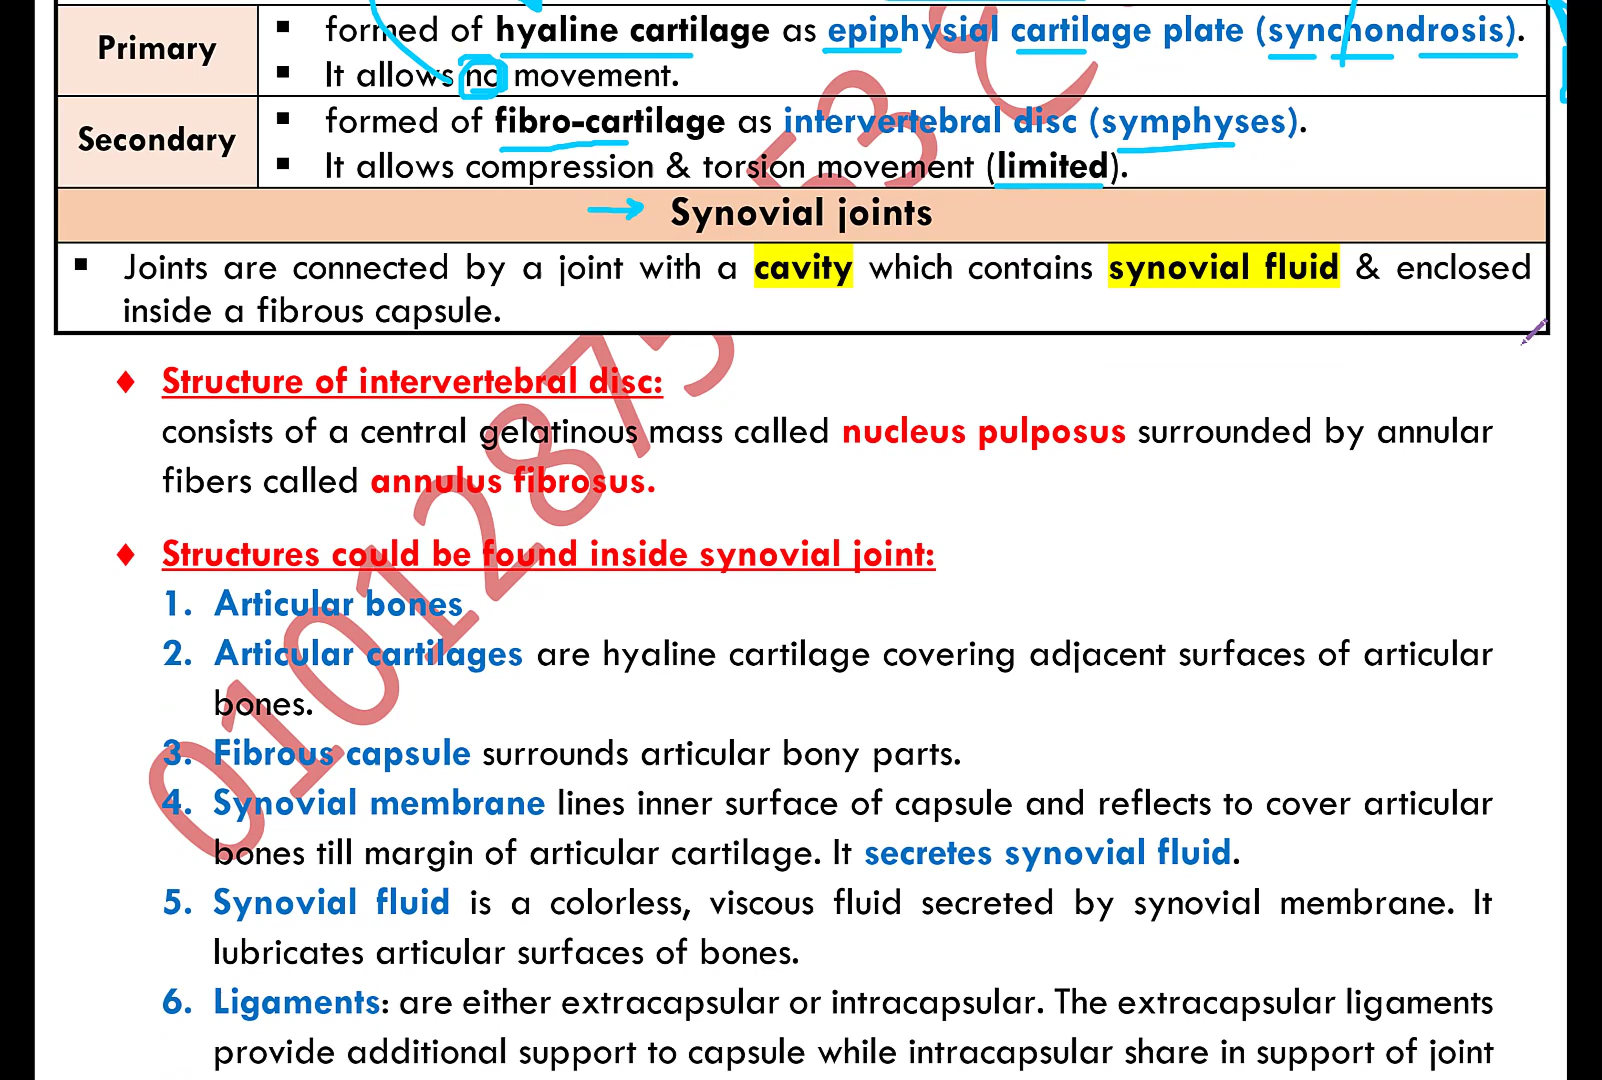 Primary
▪ formed of hyaline cartilage as epiphysial cartilage plate (synchondrosis).
▪ It allows no movement.
Secondary
▪ formed of fibro-cartilage as intervertebral disc (symphyses).
▪ It allows compression & torsion movement (limited).
Synovial joints
▪ Joints are connected by a joint with a cavity which contains synovial fluid & enclosed
inside a fibrous capsule.
♦ Structure of intervertebral disc:
consists of a central gelatinous mass called nucleus pulposus surrounded by annular
fibers called annulus fibrosus.
♦ Structures could be found inside synovial joint:
1. Articular bones
2. Articular cartilages are hyaline cartilage covering adjacent surfaces of articular
bones.
3. Fibrous capsule surrounds articular bony parts.
4. Synovial membrane lines inner surface of capsule and reflects to cover articular
bones till margin of articular cartilage. It secretes synovial fluid.
5. Synovial fluid is a colorless, viscous fluid secreted by synovial membrane. It
lubricates articular surfaces of bones.
6. Ligaments: are either extracapsular or intracapsular. The extracapsular ligaments
provide additional support to capsule while intracapsular share in support of joint